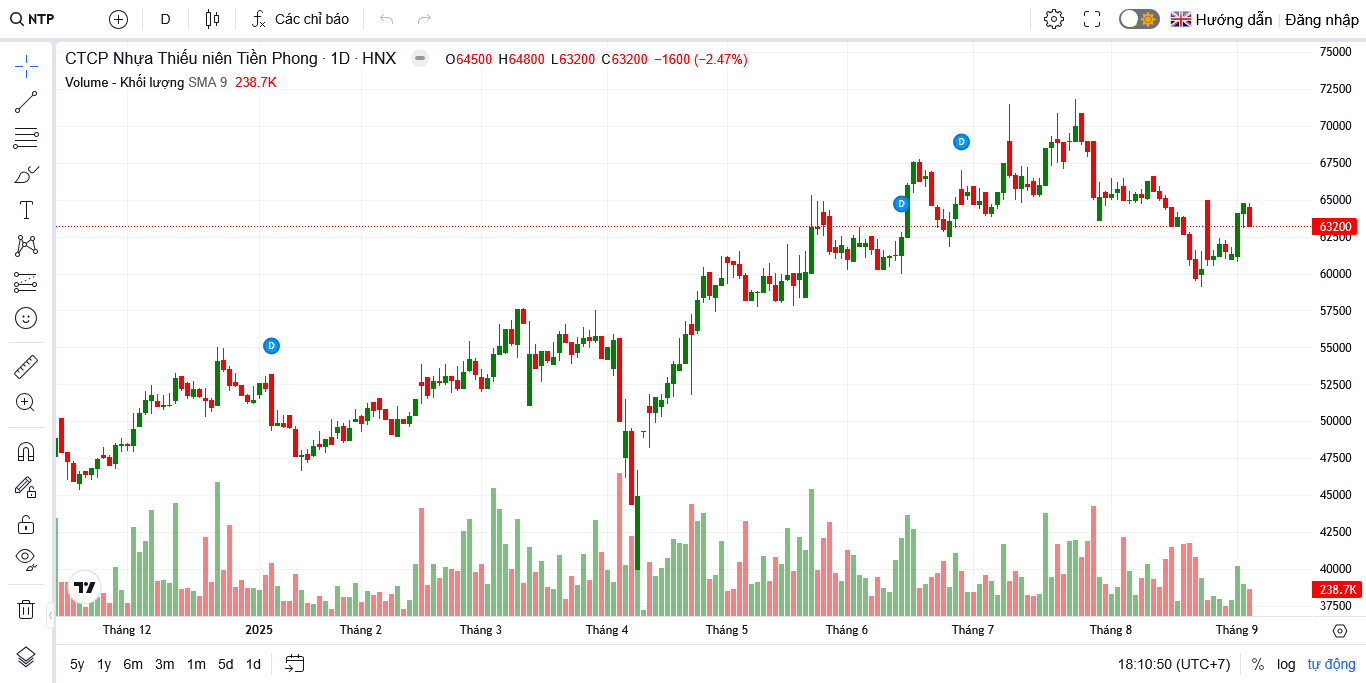 NTP D Các chỉ báo Hướng dẫn Đăng nhập
CTCP Nhựa Thiếu niên Tiền Phong · 1D · HNX O64500 H64800 L63200 C63200 −1600 (−2.47%)
Volume - Khối lượng SMA 9 238.7K
75000
72500
70000
67500
65000
63200
62500
60000
57500
55000
52500
50000
47500
45000
42500
40000
238.7K
37500
D
D
D
Tháng 12 2025 Tháng 2 Tháng 3 Tháng 4 Tháng 5 Tháng 6 Tháng 7 Tháng 8 Tháng 9
5y 1y 6m 3m 1m 5d 1d 18:10:50 (UTC+7) % log tự động